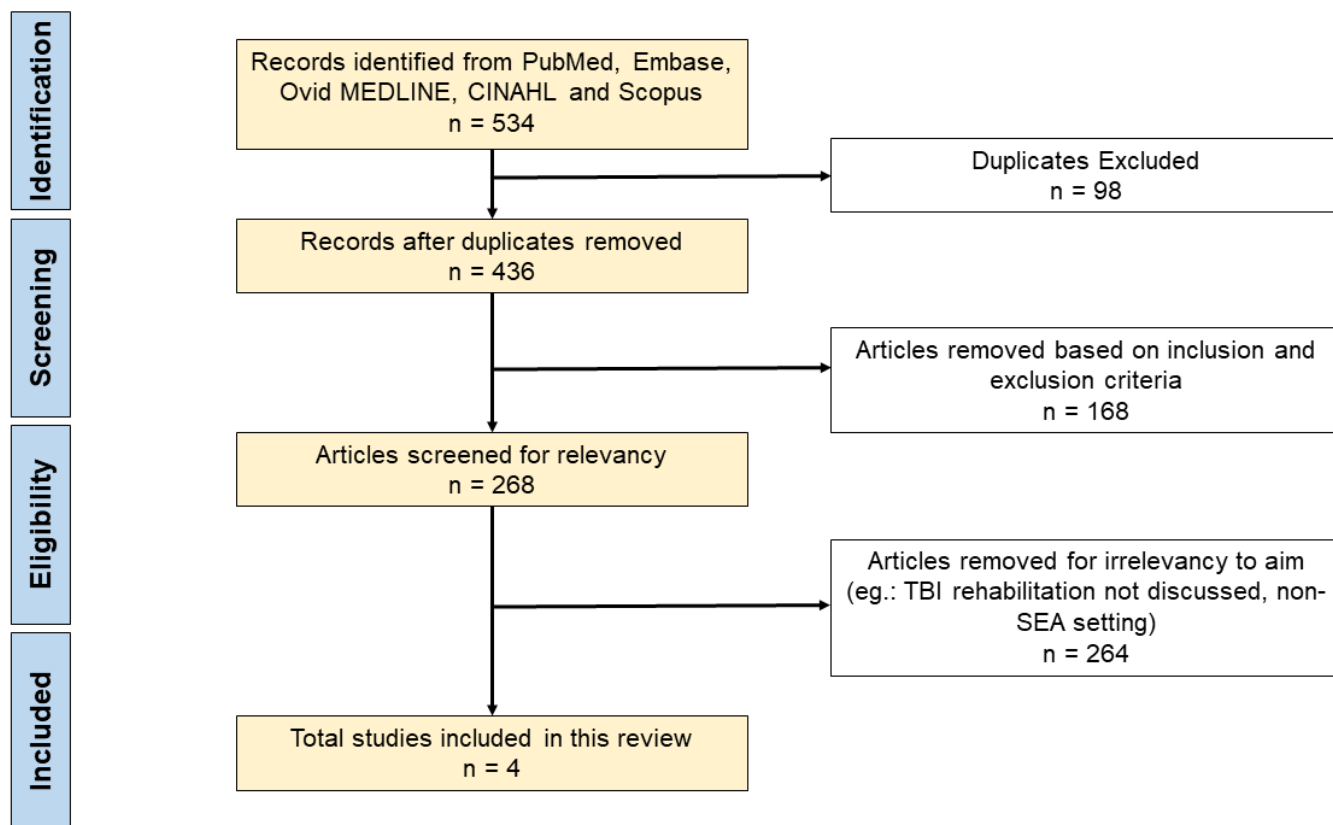 Identification
Records identified from PubMed, Embase,
Ovid MEDLINE, CINAHL and Scopus
n = 534
Duplicates Excluded
n = 98
Screening
Records after duplicates removed
n = 436
Articles removed based on inclusion and
exclusion criteria
n = 168
Eligibility
Articles screened for relevancy
n = 268
Articles removed for irrelevancy to aim
(eg.: TBI rehabilitation not discussed, non-
SEA setting)
n = 264
Included
Total studies included in this review
n = 4